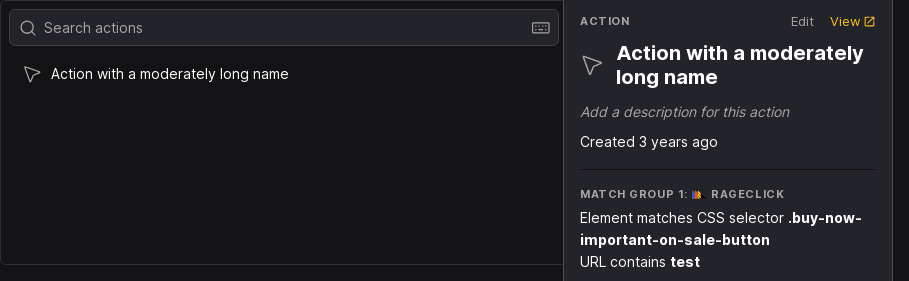 Search actions
Action with a moderately long name
ACTION
Edit
View
Action with a moderately
long name
Add a description for this action
Created 3 years ago
MATCH GROUP 1: RAGECLICK
Element matches CSS selector .buy-now-
important-on-sale-button
URL contains test